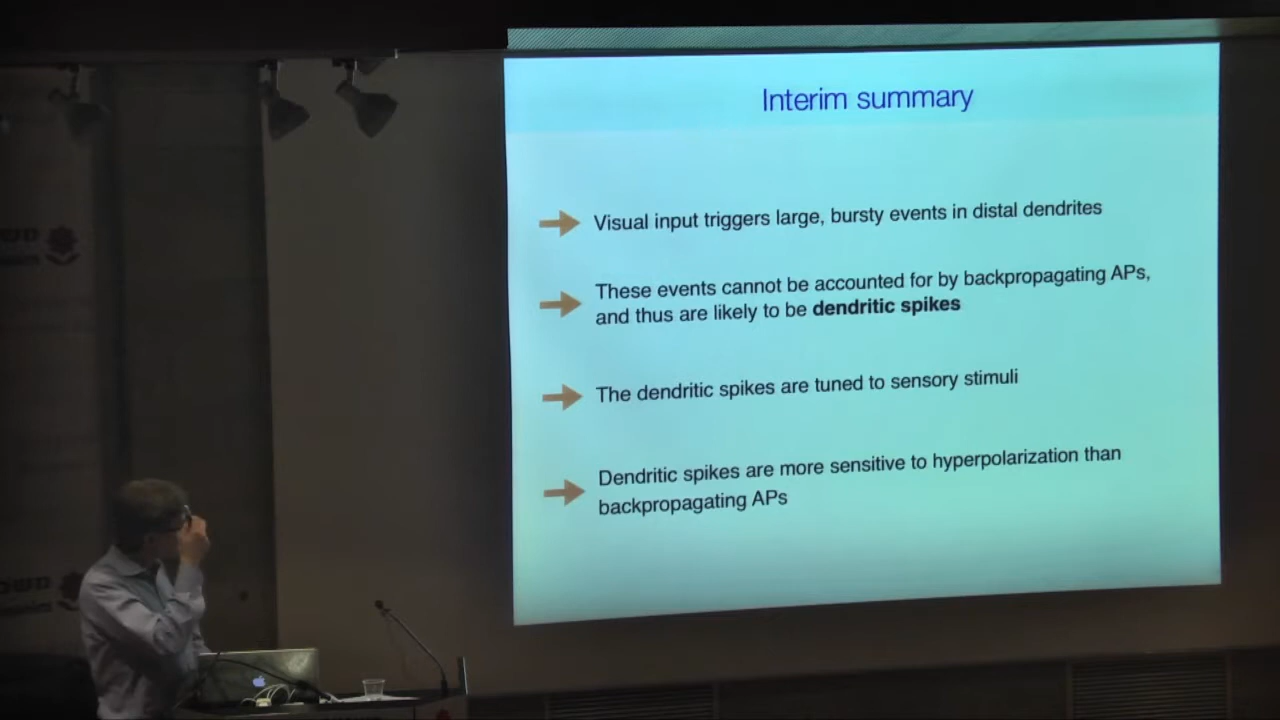 Interim summary
Visual input triggers large, bursty events in distal dendrites
These events cannot be accounted for by backpropagating APs,
and thus are likely to be dendritic spikes
The dendritic spikes are tuned to sensory stimuli
Dendritic spikes are more sensitive to hyperpolarization than
backpropagating APs